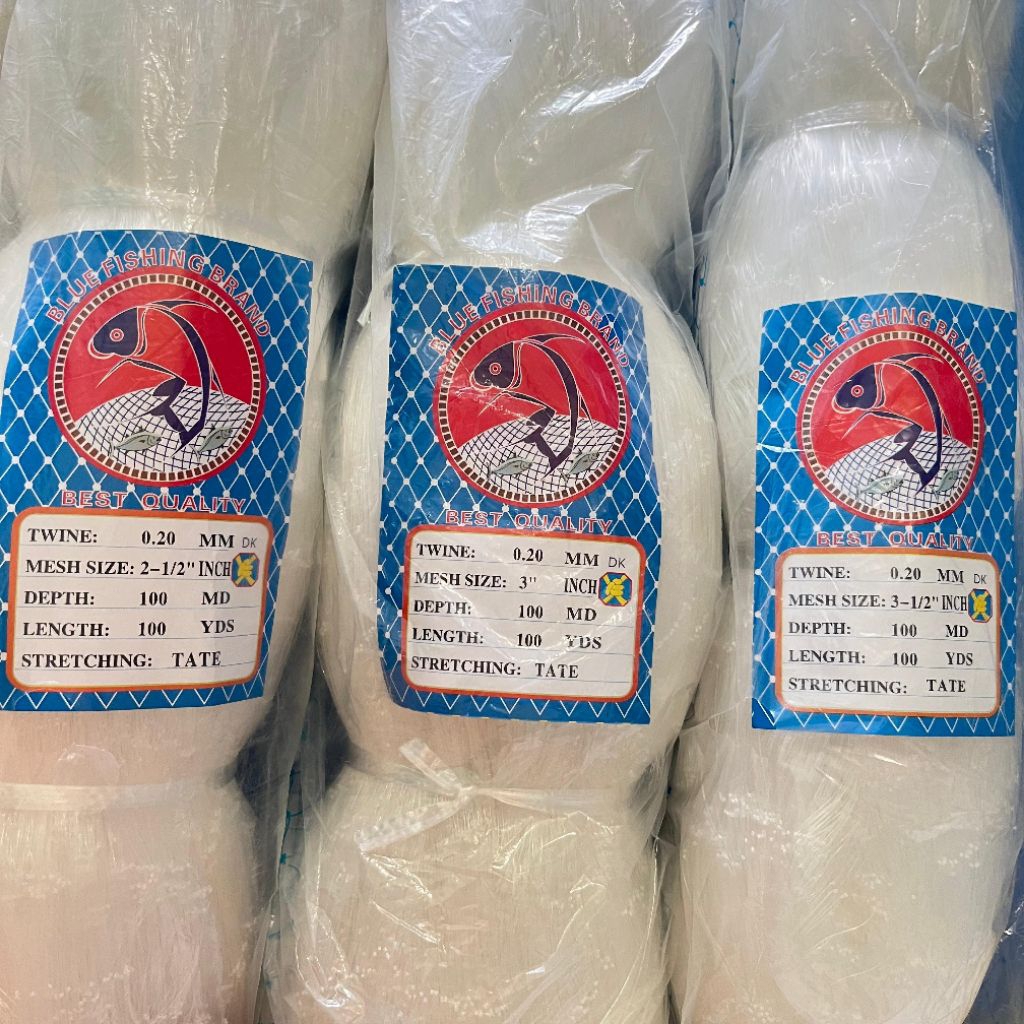 BLUE FISHING BRAND
BEST QUALITY
TWINE: 0.20 MM DK
MESH SIZE: 2-1/2" INCH
DEPTH: 100 MD
LENGTH: 100 YDS
STRETCHING: TATE
BLUE FISHING BRAND
BEST QUALITY
TWINE: 0.20 MM DK
MESH SIZE: 3" INCH
DEPTH: 100 MD
LENGTH: 100 YDS
STRETCHING: TATE
BLUE FISHING BRAND
BEST QUALITY
TWINE: 0.20 MM DK
MESH SIZE: 3-1/2" INCH
DEPTH: 100 MD
LENGTH: 100 YDS
STRETCHING: TATE